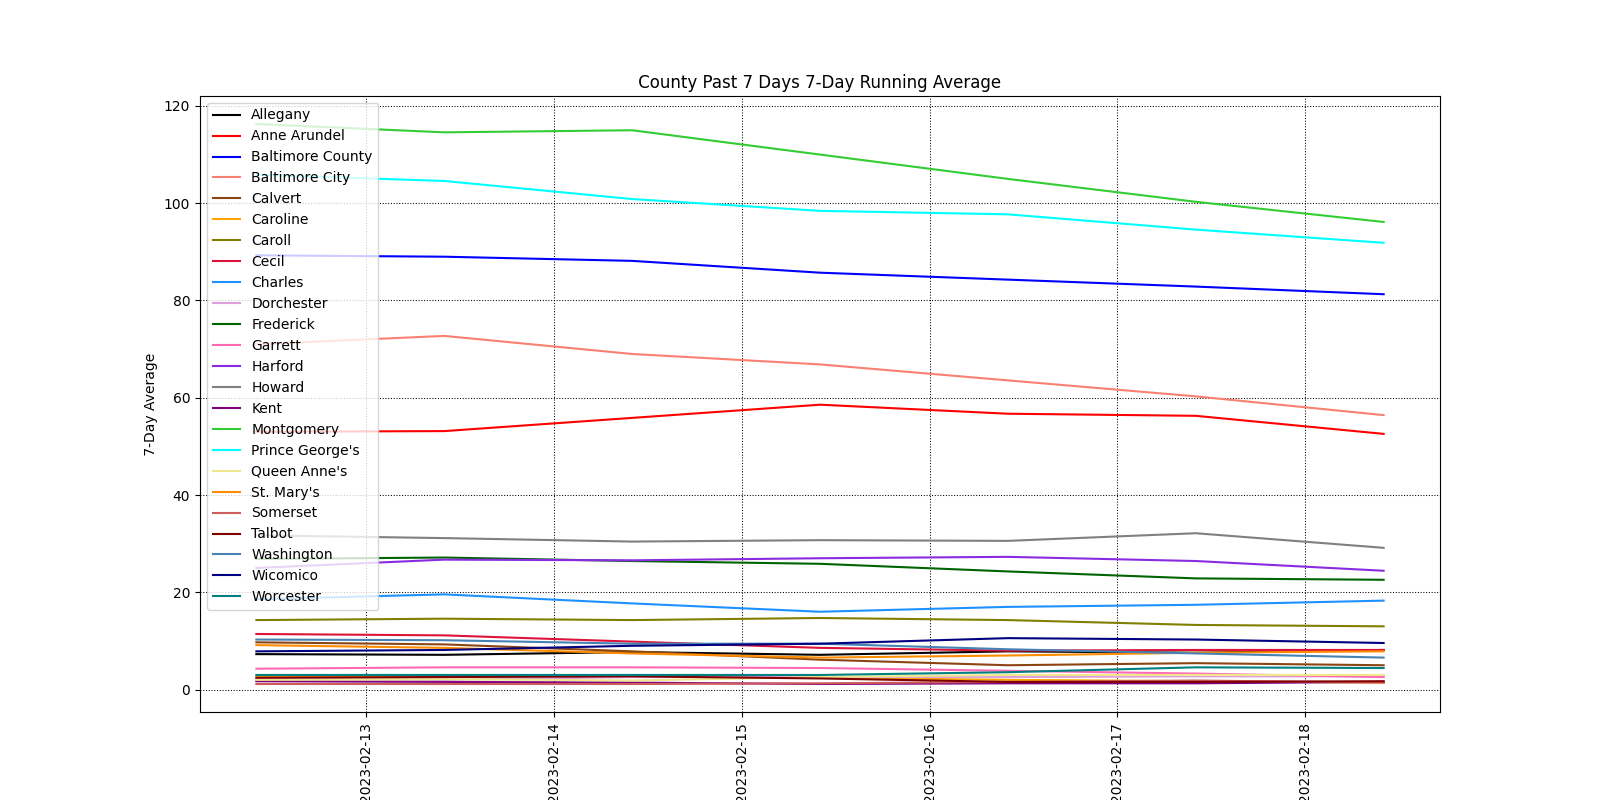 County Past 7 Days 7-Day Running Average
120
100
80
60
40
20
0
7-Day Average
Allegany
Anne Arundel
Baltimore County
Baltimore City
Calvert
Caroline
Caroll
Cecil
Charles
Dorchester
Frederick
Garrett
Harford
Howard
Kent
Montgomery
Prince George's
Queen Anne's
St. Mary's
Somerset
Talbot
Washington
Wicomico
Worcester
2023-02-13
2023-02-14
2023-02-15
2023-02-16
2023-02-17
2023-02-18